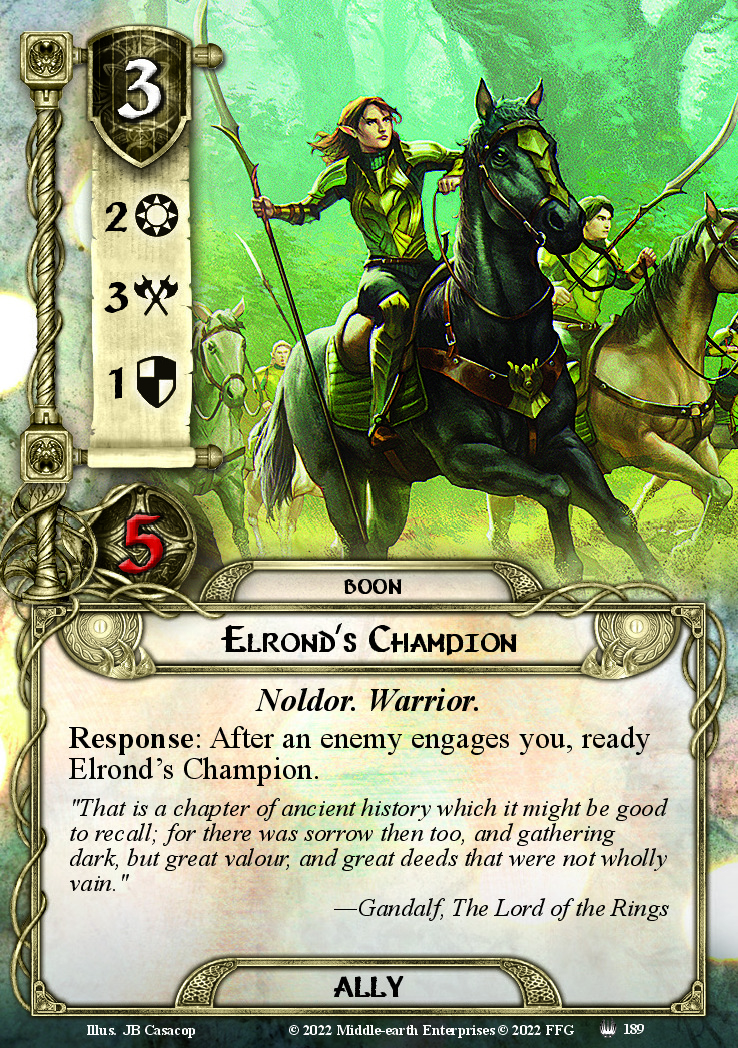 3
2
3
1
5
BOON
ELROND'S CHAMPION
Noldor. Warrior.
Response: After an enemy engages you, ready
Elrond's Champion.
"That is a chapter of ancient history which it might be good
to recall; for there was sorrow then too, and gathering
dark, but great valour, and great deeds that were not wholly
vain."
—Gandalf, The Lord of the Rings
ALLY
Illus. JB Casacop © 2022 Middle-earth Enterprises © 2022 FFG 189